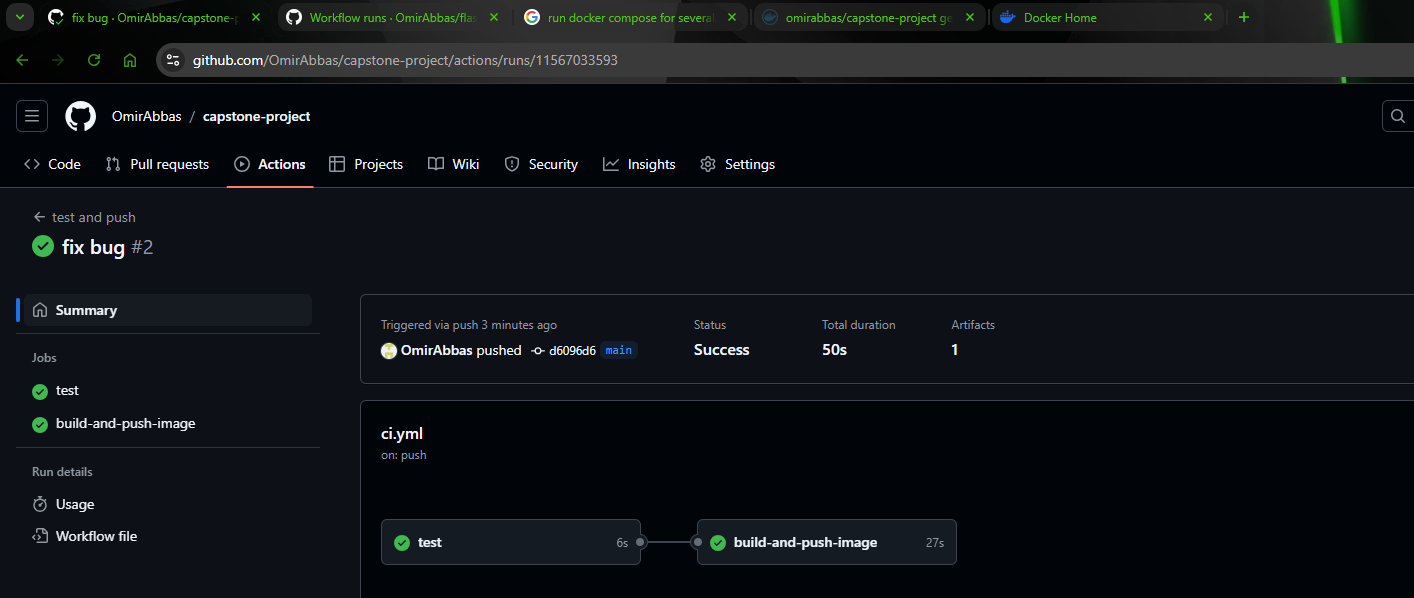 fix bug · OmirAbbas/capstone-p
Workflow runs · OmirAbbas/flas
run docker compose for several
omirabbas/capstone-project ge
Docker Home
github.com/OmirAbbas/capstone-project/actions/runs/11567033593
OmirAbbas / capstone-project
Code Pull requests Actions Projects Wiki Security Insights Settings
test and push
fix bug #2
Summary
Jobs
test
build-and-push-image
Run details
Usage
Workflow file
Triggered via push 3 minutes ago
OmirAbbas pushed d6096d6 main
Status
Success
Total duration
50s
Artifacts
1
ci.yml
on: push
test 6s
build-and-push-image 27s